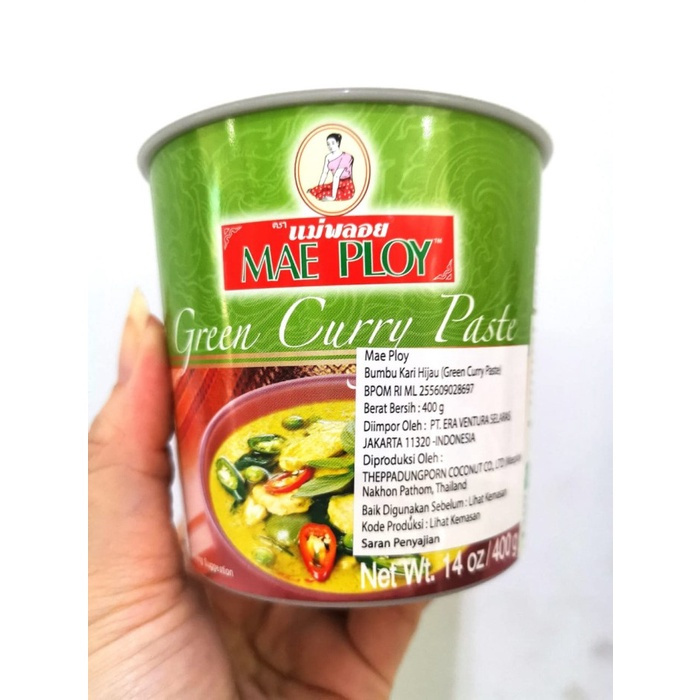 ตรา แม่พลอย
MAE PLOY™
Green Curry Paste
Mae Ploy
Bumbu Kari Hijau (Green Curry Paste)
BPOM RI ML 255609028697
Berat Bersih : 400 g
Diimpor Oleh : PT. ERA VENTURA SELARAS
JAKARTA 11320 -INDONESIA
Diproduksi Oleh :
THEPPADUNGPORN COCONUT CO, LTD
Nakhon Pathom, Thailand
Baik Digunakan Sebelum : Lihat Kemasan
Kode Produksi : Lihat Kemasan
Saran Penyajian
Net Wt. 14 oz/400 g